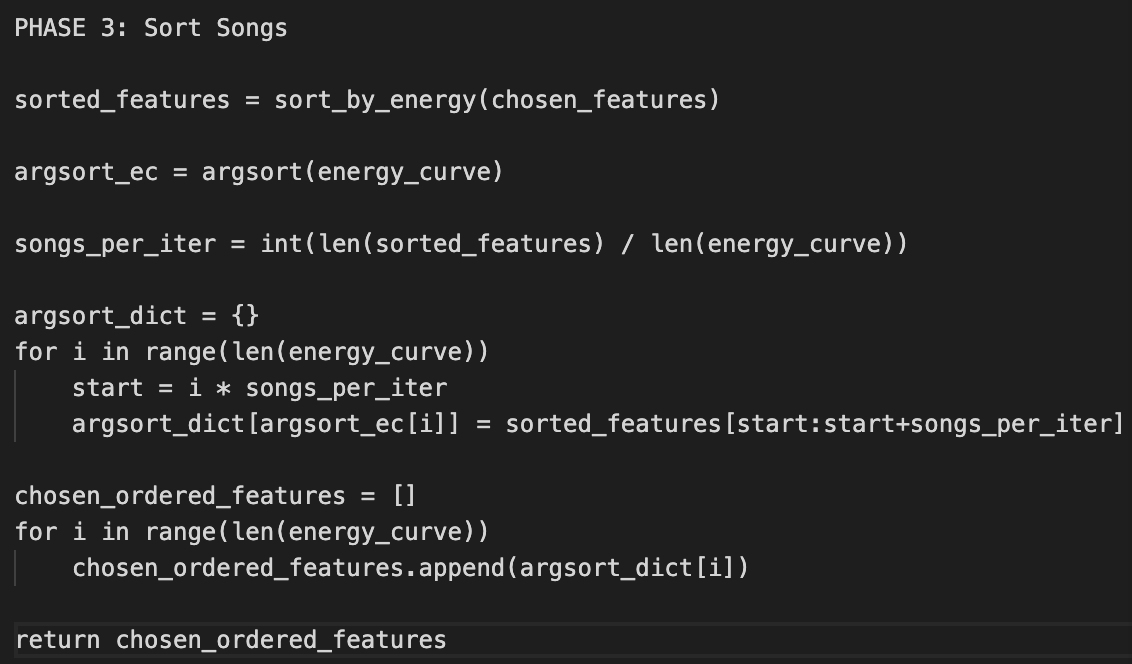 PHASE 3: Sort Songs
sorted_features = sort_by_energy(chosen_features)
argsort_ec = argsort(energy_curve)
songs_per_iter = int(len(sorted_features) / len(energy_curve))
argsort_dict = {}
for i in range(len(energy_curve))
    start = i * songs_per_iter
    argsort_dict[argsort_ec[i]] = sorted_features[start:start+songs_per_iter]
chosen_ordered_features = []
for i in range(len(energy_curve))
    chosen_ordered_features.append(argsort_dict[i])
return chosen_ordered_features